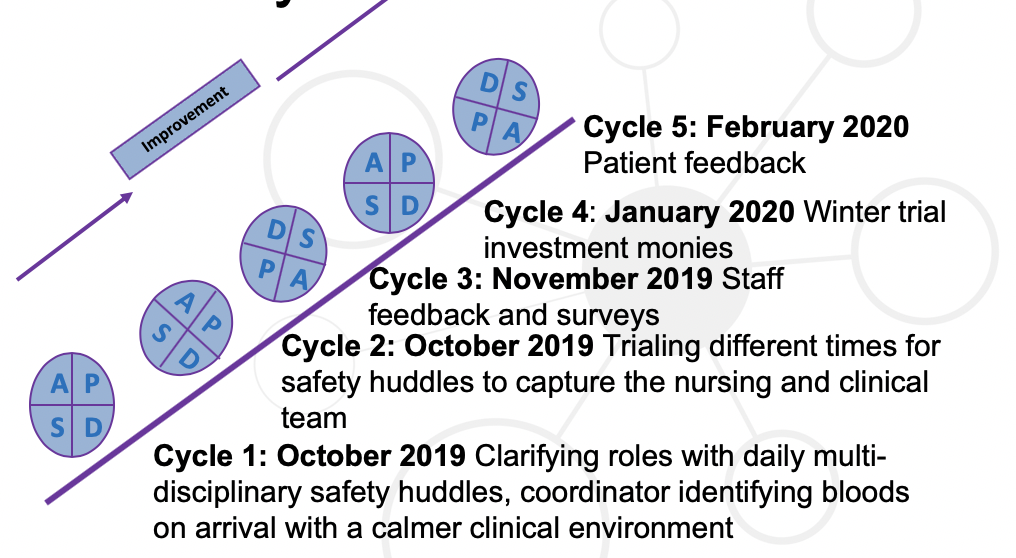 Improvement
D S
P A
Cycle 5: February 2020
Patient feedback
A P
S D
Cycle 4: January 2020 Winter trial
investment monies
D S
P A
Cycle 3: November 2019 Staff
feedback and surveys
A P
S D
Cycle 2: October 2019 Trialing different times for
safety huddles to capture the nursing and clinical
team
A P
S D
Cycle 1: October 2019 Clarifying roles with daily multi-
disciplinary safety huddles, coordinator identifying bloods
on arrival with a calmer clinical environment